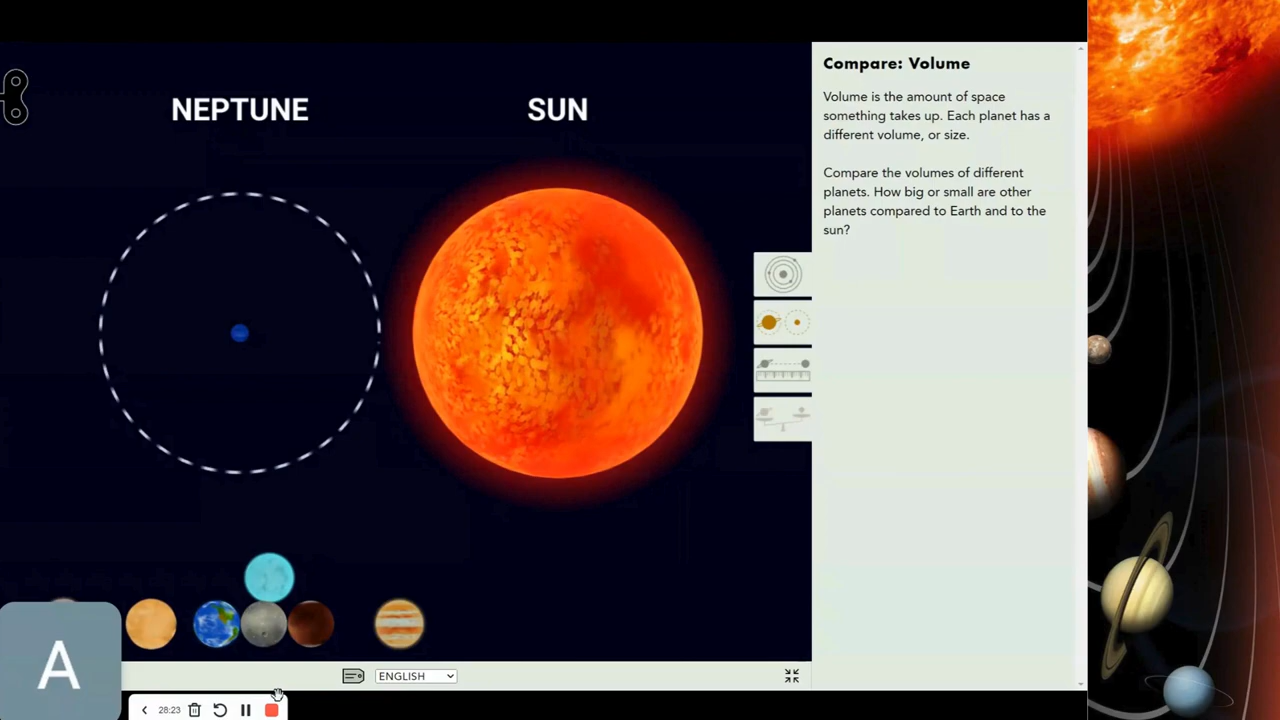 NEPTUNE
SUN
Compare: Volume
Volume is the amount of space
something takes up. Each planet has a
different volume, or size.
Compare the volumes of different
planets. How big or small are other
planets compared to Earth and to the
sun?
A
ENGLISH
28:23